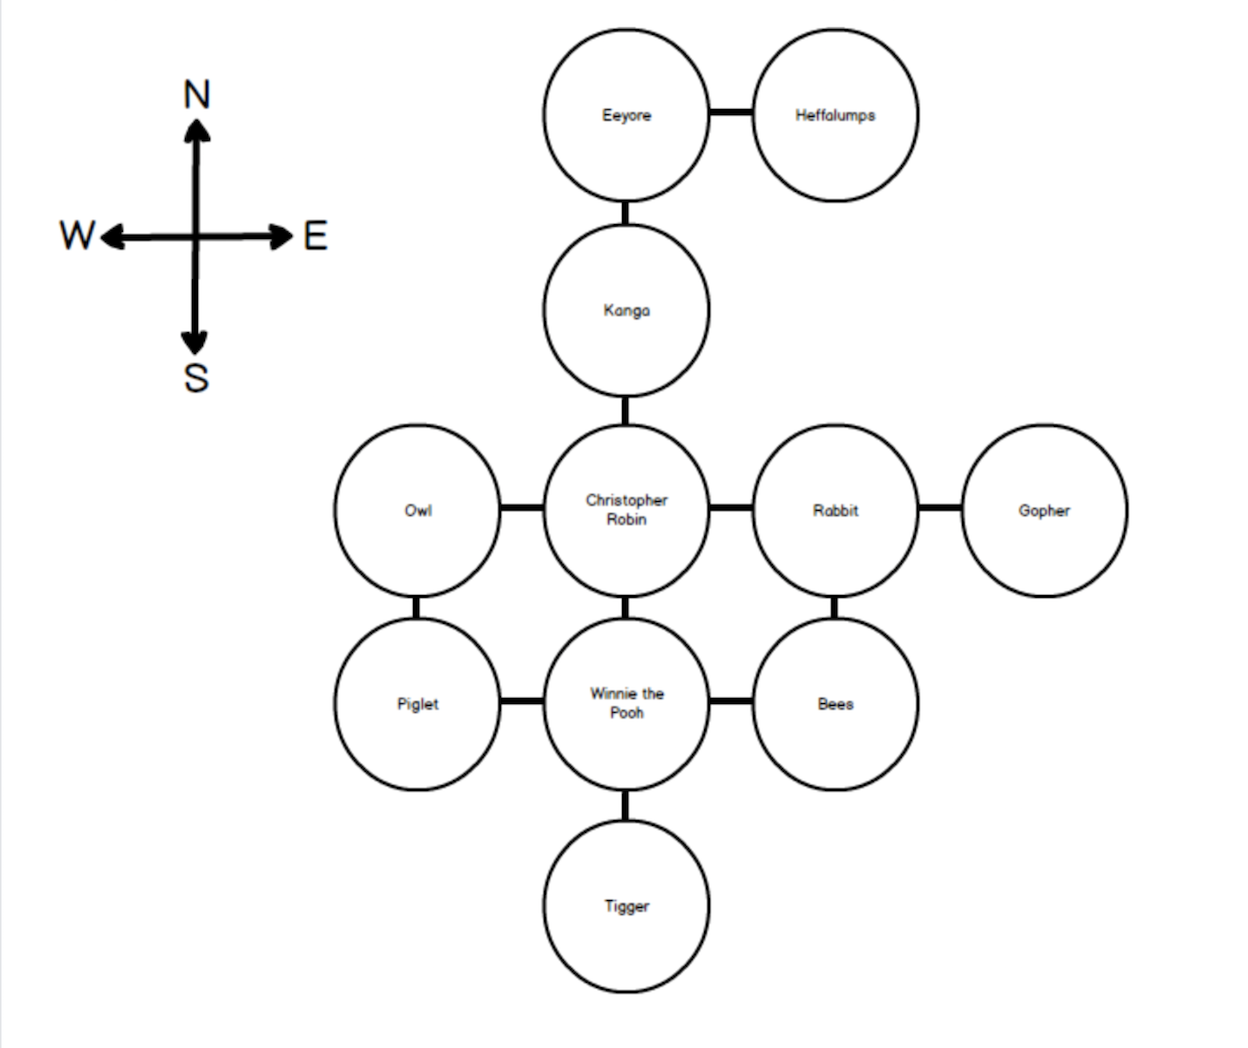 N
W
E
S
Eeyore
Heffalumps
Kanga
Owl
Christopher
Robin
Rabbit
Gopher
Piglet
Winnie the
Pooh
Bees
Tigger